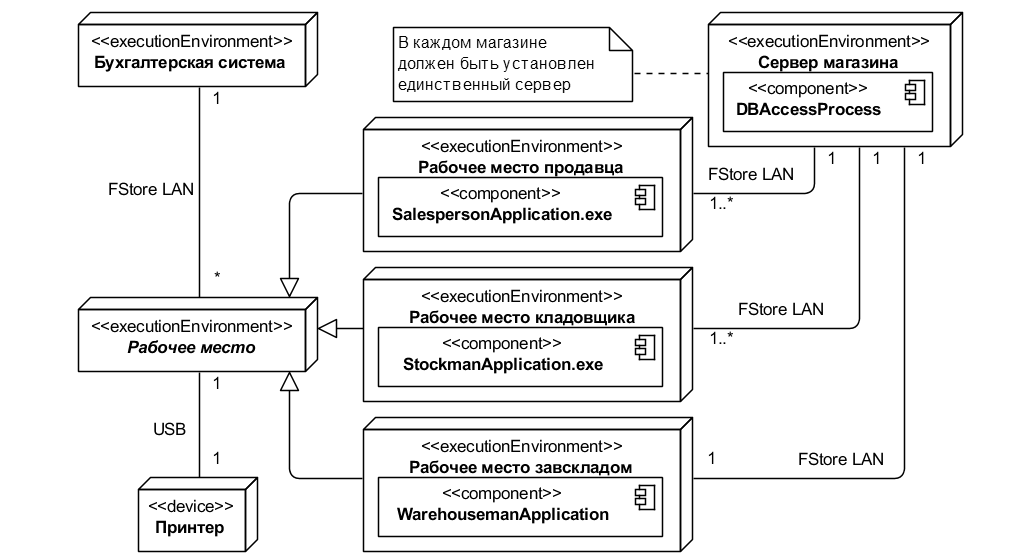 <<executionEnvironment>>
Бухгалтерская система
1
FStore LAN
*
В каждом магазине
должен быть установлен
единственный сервер
<<executionEnvironment>>
Сервер магазина
<<component>>
DBAccessProcess
1
1
1
<<executionEnvironment>>
Рабочее место продавца
<<component>>
SalespersonApplication.exe
FStore LAN
1..*
<<executionEnvironment>>
Рабочее место кладовщика
<<component>>
StockmanApplication.exe
FStore LAN
1..*
<<executionEnvironment>>
Рабочее место
1
USB
1
<<device>>
Принтер
<<executionEnvironment>>
Рабочее место завскладом
<<component>>
WarehousemanApplication
1
FStore LAN